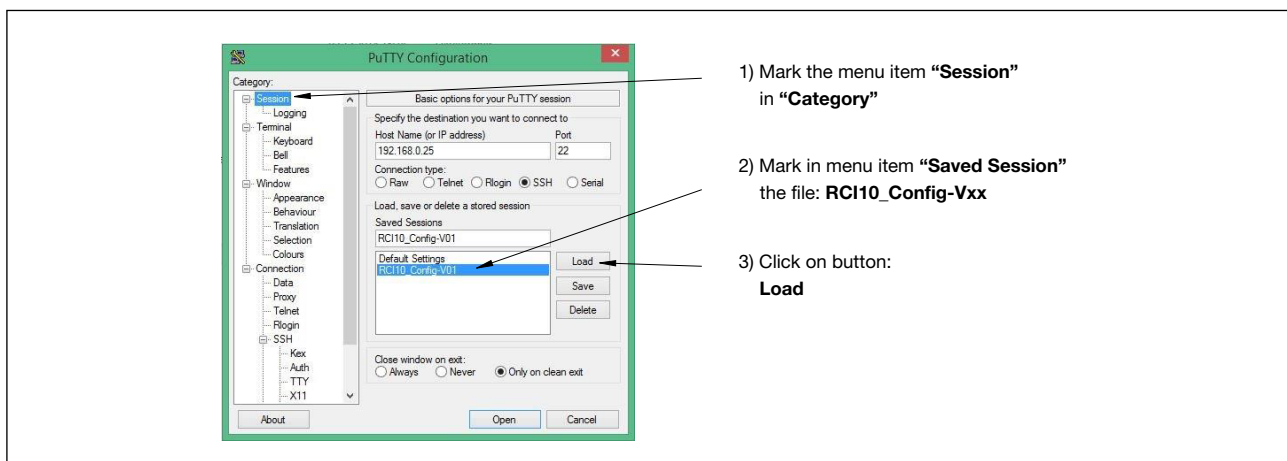 PuTTY Configuration
Category:
Session
Logging
Terminal
Keyboard
Bell
Features
Window
Appearance
Behaviour
Translation
Selection
Colours
Connection
Data
Proxy
Telnet
Rlogin
SSH
Kex
Auth
TTY
X11
Basic options for your PuTTY session
Specify the destination you want to connect to
Host Name (or IP address) Port
192.168.0.25 22
Connection type:
Raw Telnet Rlogin SSH Serial
Load, save or delete a stored session
Saved Sessions
RCI10_Config-V01
Default Settings
RCI10_Config-V01
Load
Save
Delete
Close window on exit:
Always Never Only on clean exit
About Open Cancel
1) Mark the menu item “Session”
in “Category”
2) Mark in menu item “Saved Session”
the file: RCI10_Config-Vxx
3) Click on button:
Load